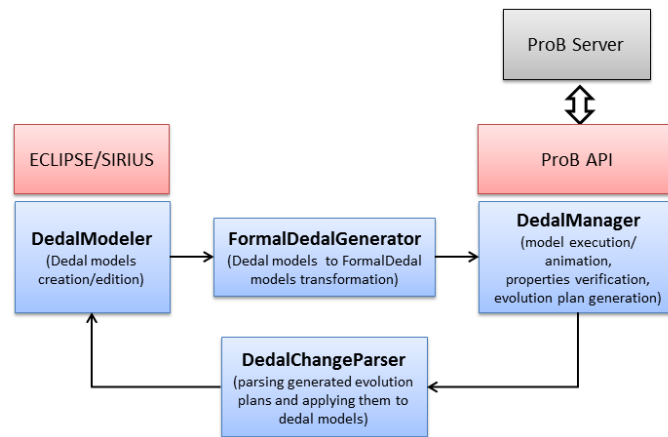 ProB Server
ECLIPSE/SIRIUS
ProB API
DedalModeler
(Dedal models
creation/edition)
FormalDedalGenerator
(Dedal models to FormalDedal
models transformation)
DedalManager
(model execution/
animation,
properties verification,
evolution plan generation)
DedalChangeParser
(parsing generated evolution
plans and applying them to
dedal models)